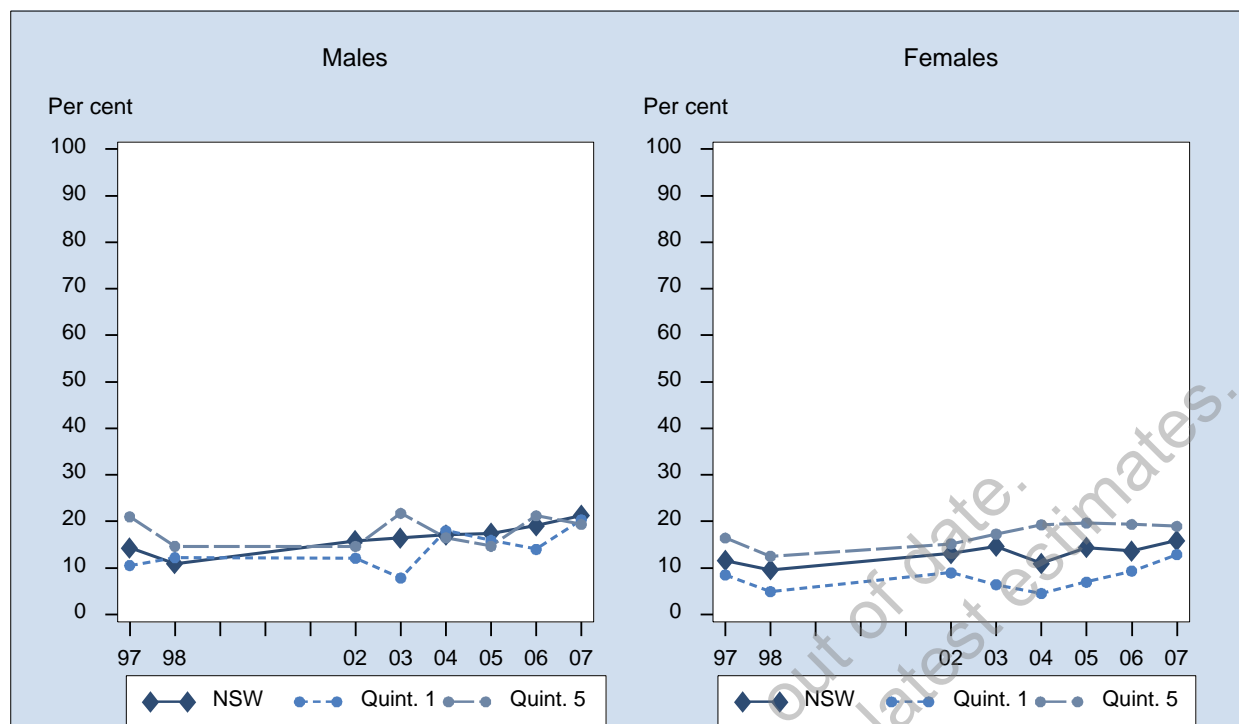 Males
Per cent
100
90
80
70
60
50
40
30
20
10
0
97 98 02 03 04 05 06 07
NSW Quint. 1 Quint. 5
Females
Per cent
100
90
80
70
60
50
40
30
20
10
0
97 98 02 03 04 05 06 07
NSW Quint. 1 Quint. 5
out of date.
latest estimates.